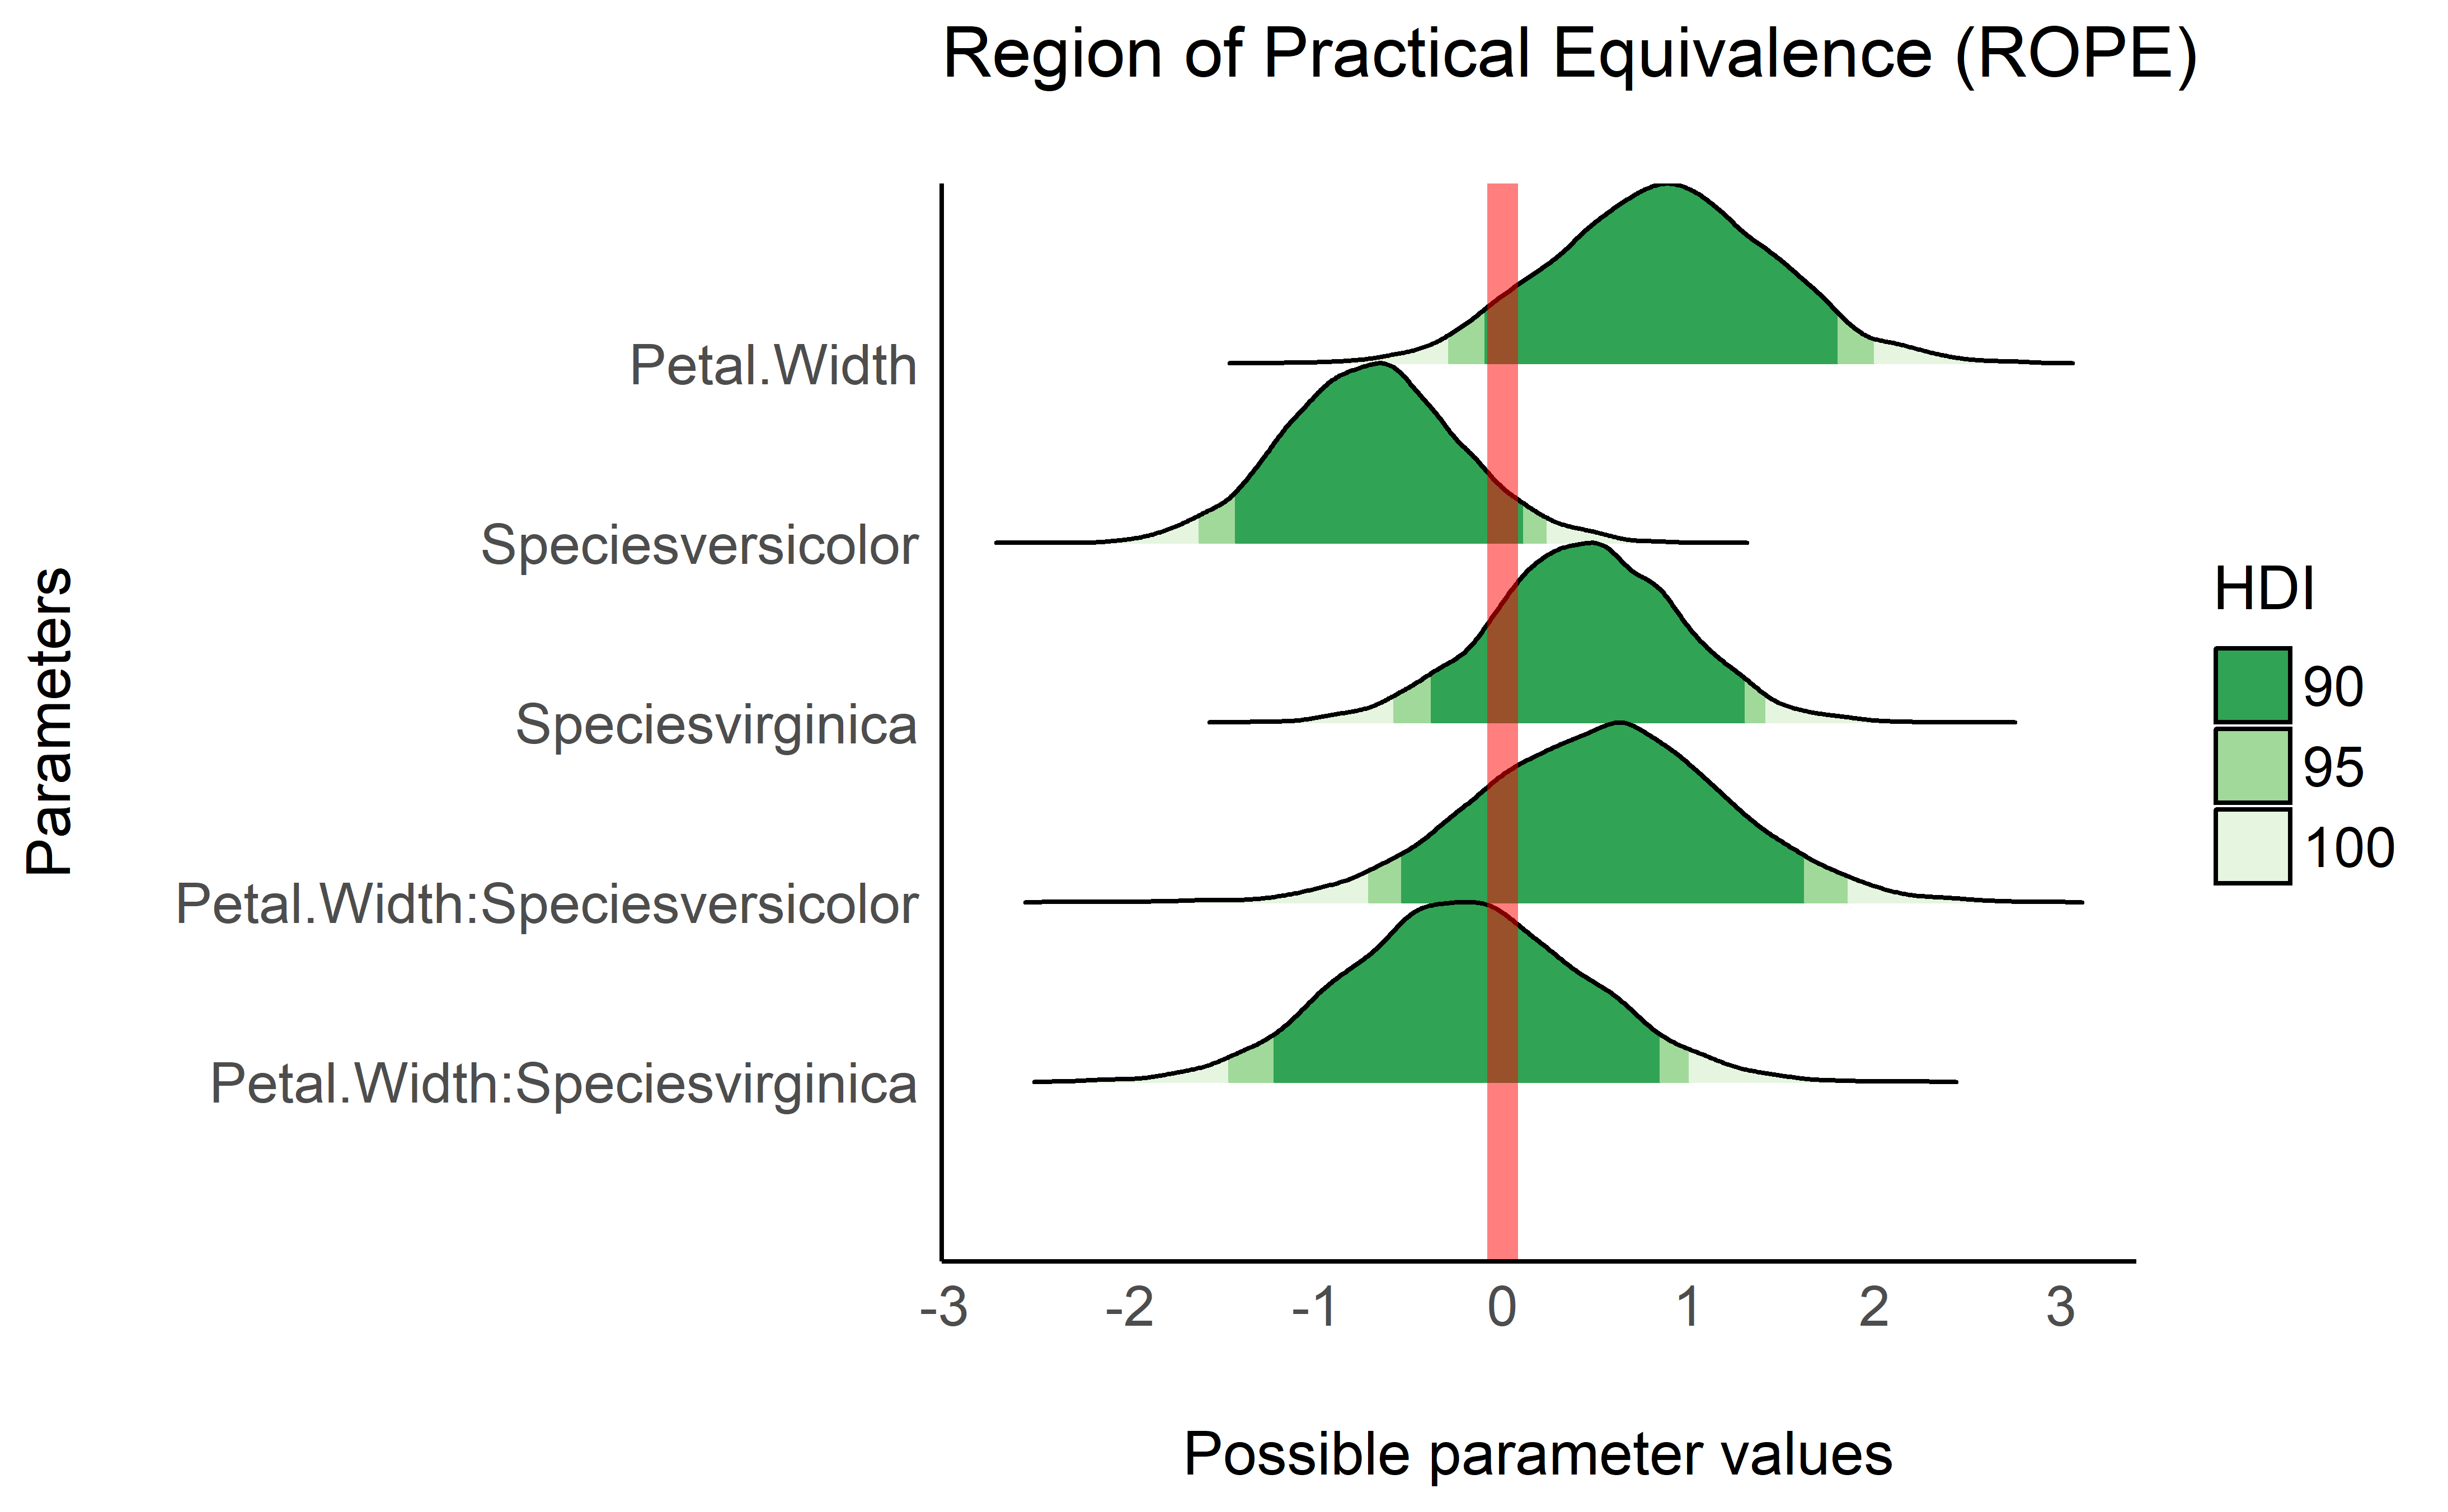 Region of Practical Equivalence (ROPE)
Parameters
Petal.Width
Speciesversicolor
Speciesvirginica
Petal.Width:Speciesversicolor
Petal.Width:Speciesvirginica
-3 -2 -1 0 1 2 3
Possible parameter values
HDI
90
95
100